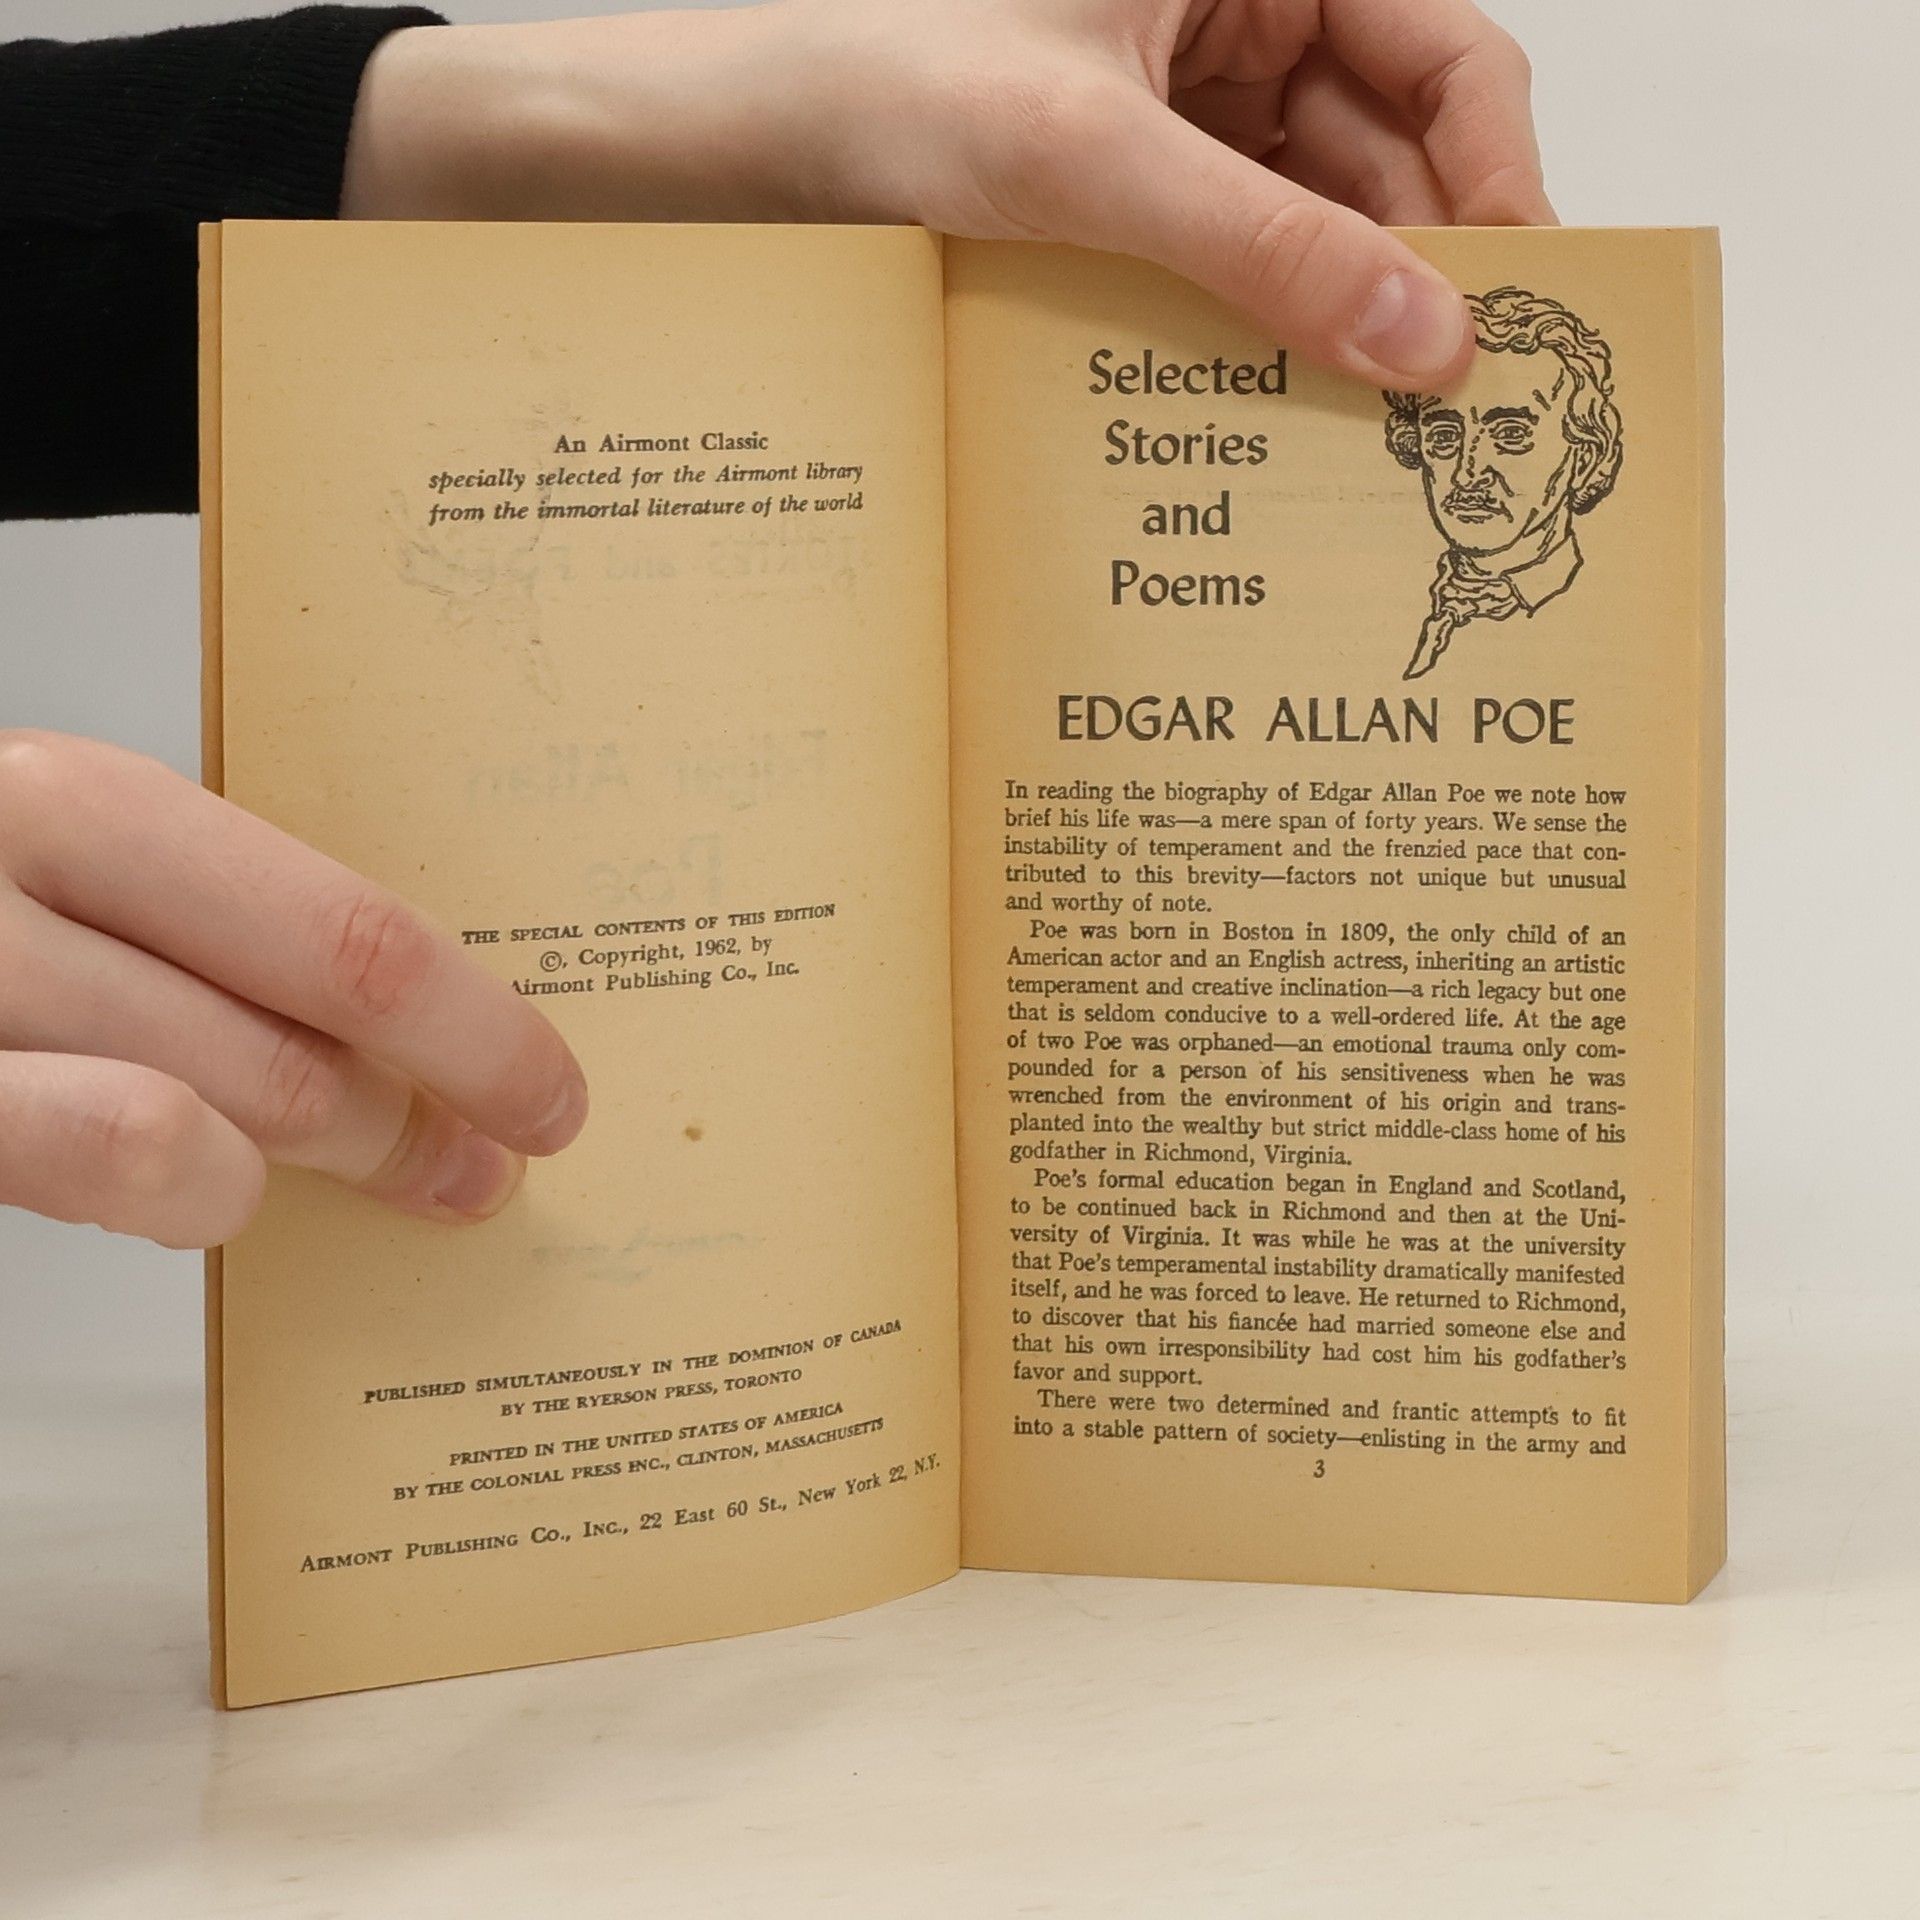 An Airmont Classic
specially selected for the Airmont library
from the immortal literature of the world
THE SPECIAL CONTENTS OF THIS EDITION
©, Copyright, 1962, by
Airmont Publishing Co., Inc.
PUBLISHED SIMULTANEOUSLY IN THE DOMINION OF CANADA
BY THE RYERSON PRESS, TORONTO
PRINTED IN THE UNITED STATES OF AMERICA
BY THE COLONIAL PRESS INC., CLINTON, MASSACHUSETTS
AIRMONT PUBLISHING CO., INC., 22 East 60 St., New York 22, N.Y.
Selected
Stories
and
Poems
EDGAR ALLAN POE
In reading the biography of Edgar Allan Poe we note how
brief his life was—a mere span of forty years. We sense the
instability of temperament and the frenzied pace that con-
tributed to this brevity—factors not unique but unusual
and worthy of note.
Poe was born in Boston in 1809, the only child of an
American actor and an English actress, inheriting an artistic
temperament and creative inclination—a rich legacy but one
that is seldom conducive to a well-ordered life. At the age
of two Poe was orphaned—an emotional trauma only com-
pounded for a person of his sensitiveness when he was
wrenched from the environment of his origin and trans-
planted into the wealthy but strict middle-class home of his
godfather in Richmond, Virginia.
Poe's formal education began in England and Scotland,
to be continued back in Richmond and then at the Uni-
versity of Virginia. It was while he was at the university
that Poe's temperamental instability dramatically manifested
itself, and he was forced to leave. He returned to Richmond,
to discover that his fiancée had married someone else and
that his own irresponsibility had cost him his godfather's
favor and support.
There were two determined and frantic attempts to fit
into a stable pattern of society—enlisting in the army and
3